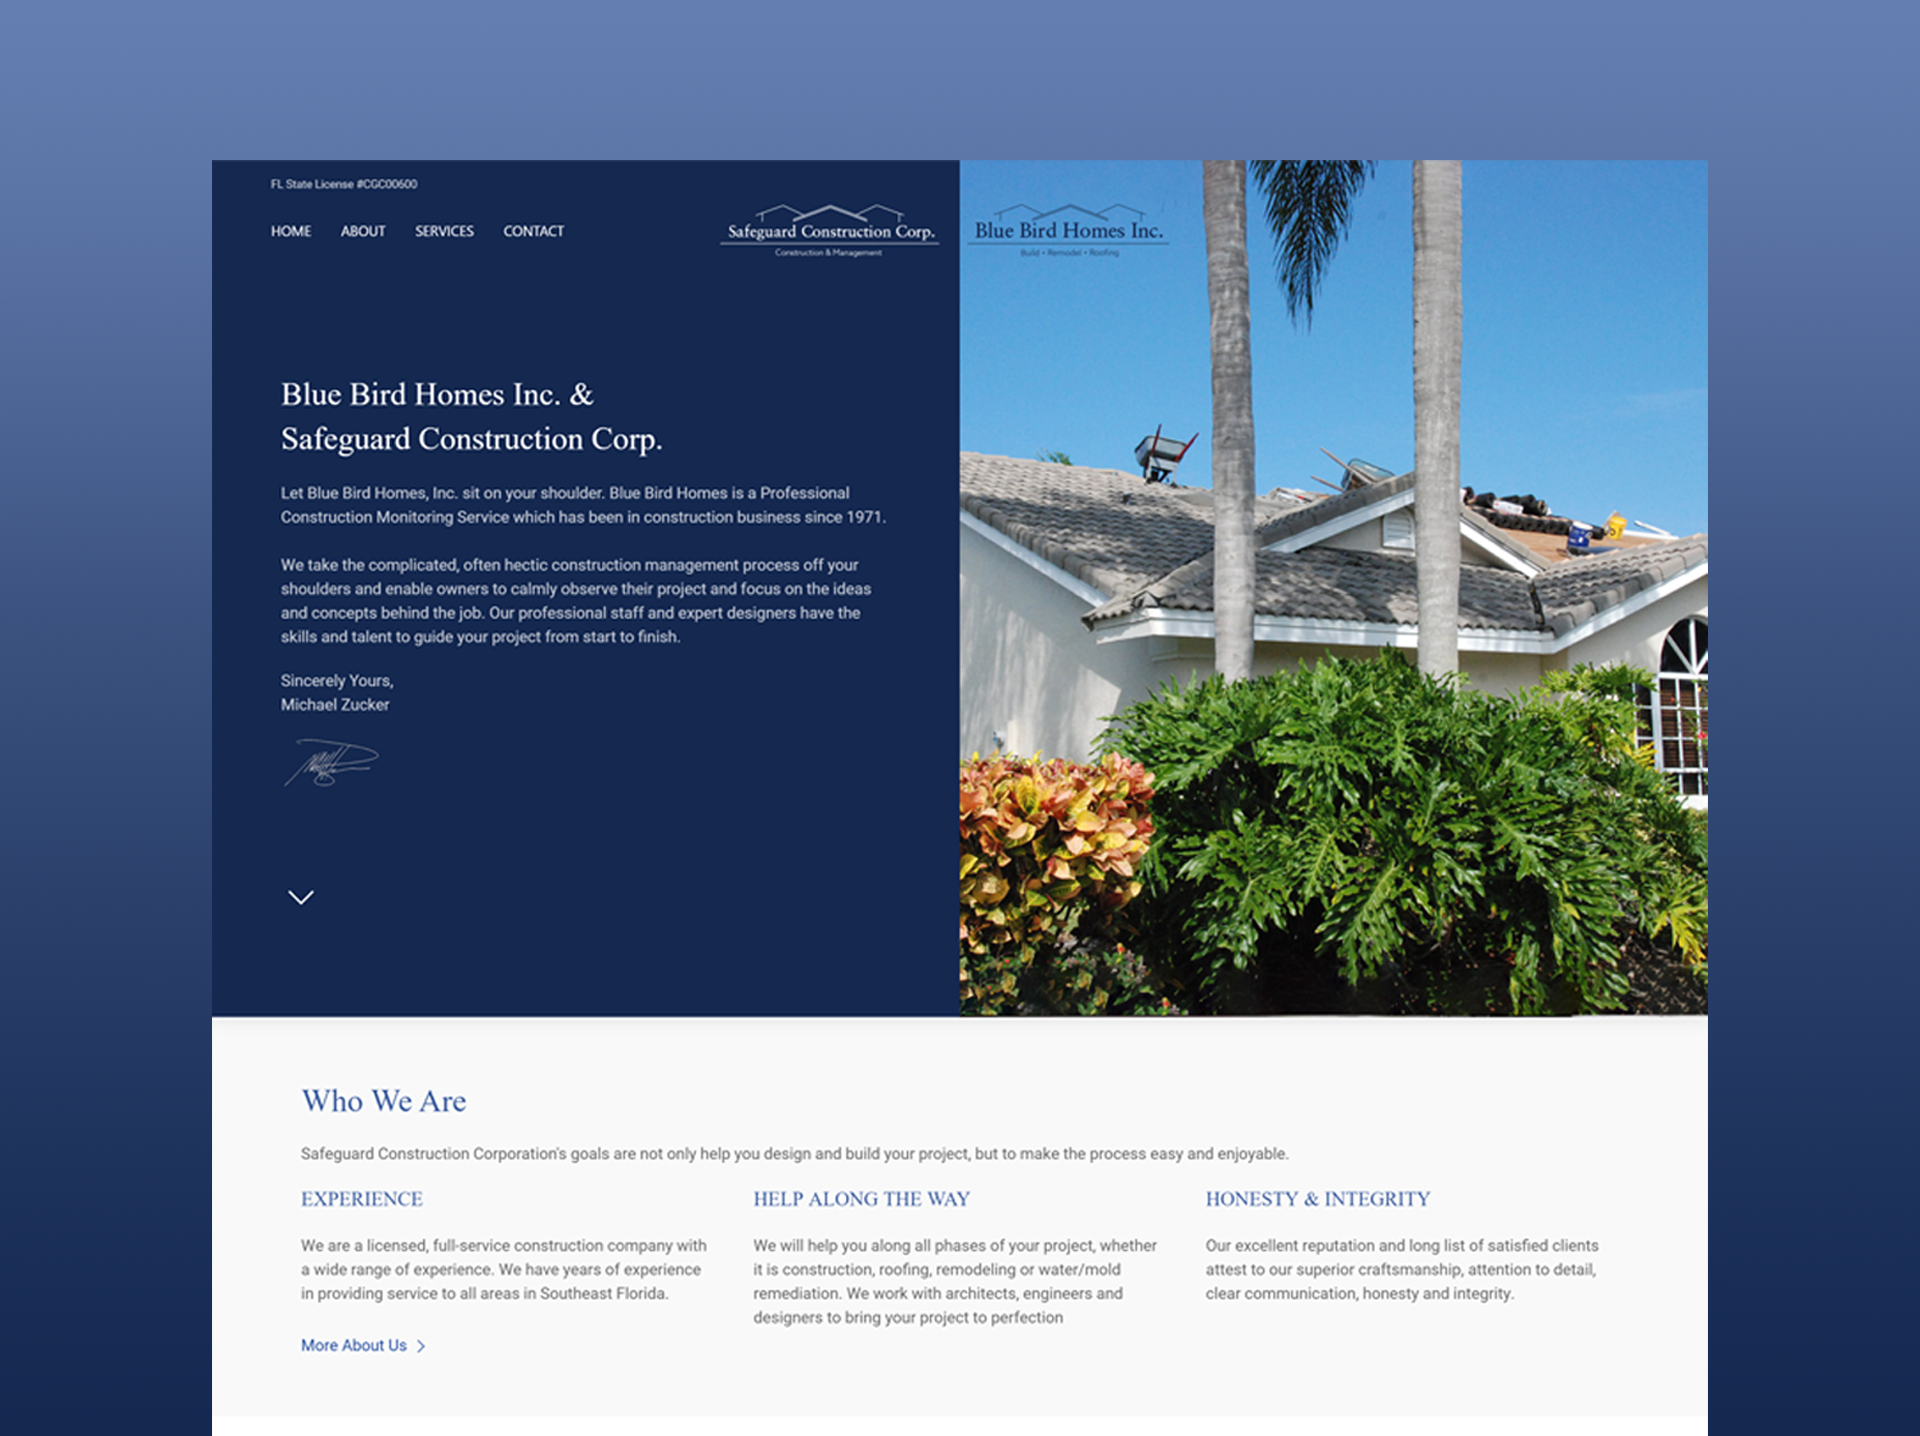 FL State License #CGC00600
HOME ABOUT SERVICES CONTACT
Safeguard Construction Corp.
Construction & Management
Blue Bird Homes Inc.
Build • Remodel • Roofing
Blue Bird Homes Inc. &
Safeguard Construction Corp.
Let Blue Bird Homes, Inc. sit on your shoulder. Blue Bird Homes is a Professional
Construction Monitoring Service which has been in construction business since 1971.
We take the complicated, often hectic construction management process off your
shoulders and enable owners to calmly observe their project and focus on the ideas
and concepts behind the job. Our professional staff and expert designers have the
skills and talent to guide your project from start to finish.
Sincerely Yours,
Michael Zucker
Who We Are
Safeguard Construction Corporation's goals are not only help you design and build your project, but to make the process easy and enjoyable.
EXPERIENCE
We are a licensed, full-service construction company with
a wide range of experience. We have years of experience
in providing service to all areas in Southeast Florida.
More About Us
HELP ALONG THE WAY
We will help you along all phases of your project, whether
it is construction, roofing, remodeling or water/mold
remediation. We work with architects, engineers and
designers to bring your project to perfection
HONESTY & INTEGRITY
Our excellent reputation and long list of satisfied clients
attest to our superior craftsmanship, attention to detail,
clear communication, honesty and integrity.